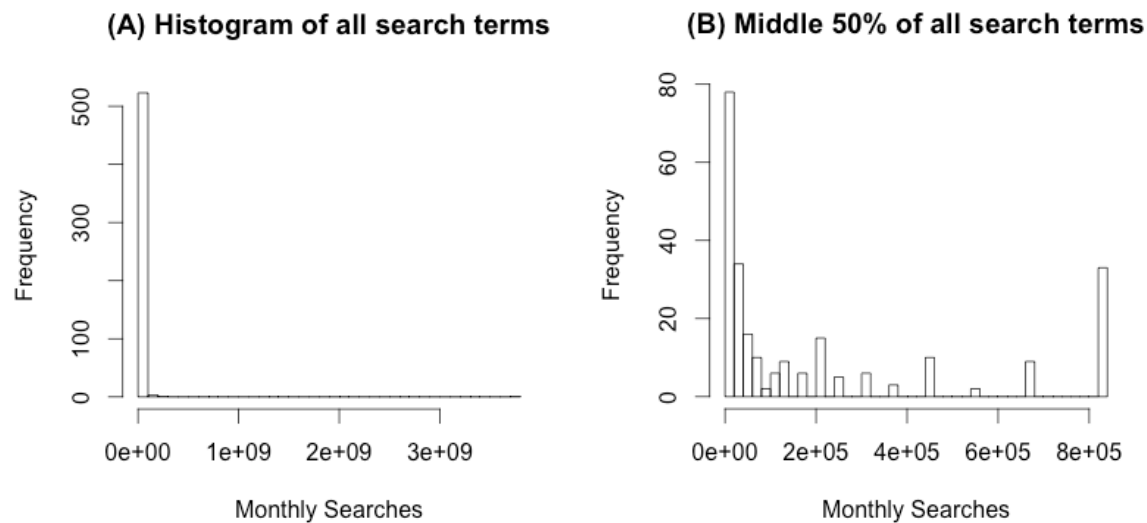 (A) Histogram of all search terms
Frequency
500
300
100
0
0e+00 1e+09 2e+09 3e+09
Monthly Searches
(B) Middle 50% of all search terms
Frequency
80
60
40
20
0
0e+00 2e+05 4e+05 6e+05 8e+05
Monthly Searches